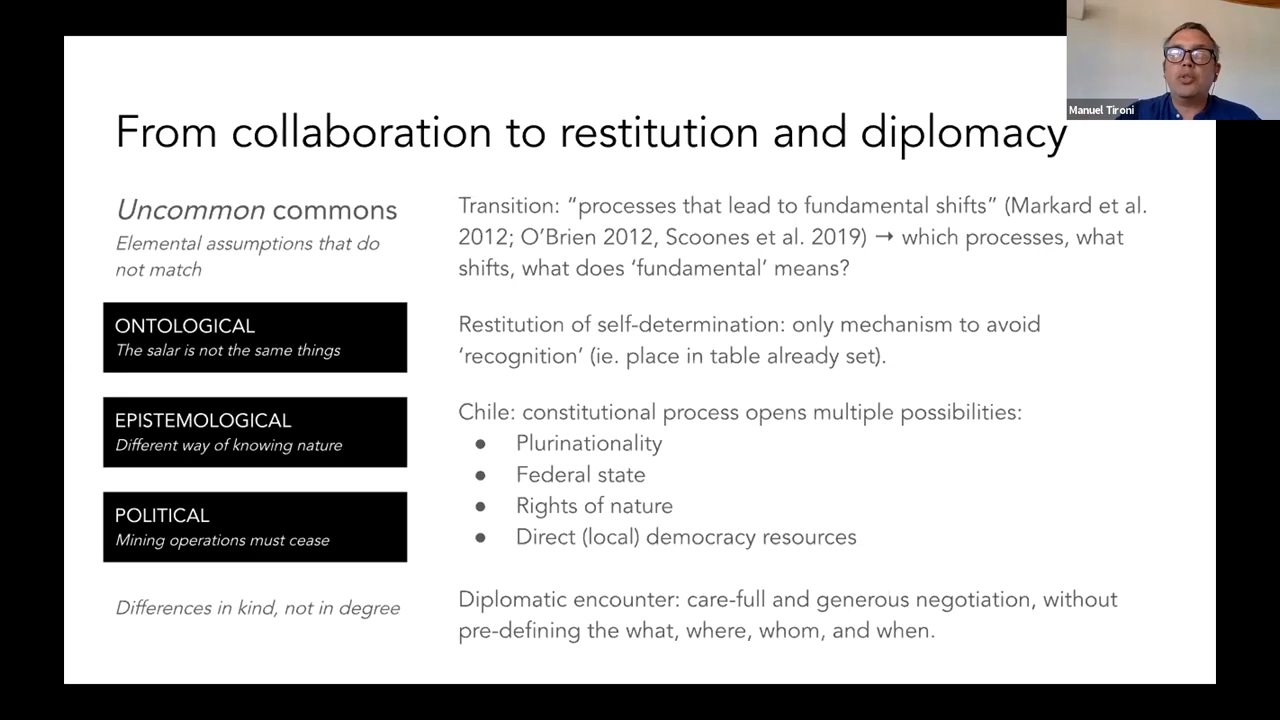 Manuel Tironi
From collaboration to restitution and diplomacy
Uncommon commons
Elemental assumptions that do
not match
ONTOLOGICAL
The salar is not the same things
EPISTEMOLOGICAL
Different way of knowing nature
POLITICAL
Mining operations must cease
Differences in kind, not in degree
Transition: “processes that lead to fundamental shifts” (Markard et al.
2012; O’Brien 2012, Scoones et al. 2019) → which processes, what
shifts, what does ‘fundamental’ means?
Restitution of self-determination: only mechanism to avoid
‘recognition’ (ie. place in table already set).
Chile: constitutional process opens multiple possibilities:
● Plurinationality
● Federal state
● Rights of nature
● Direct (local) democracy resources
Diplomatic encounter: care-full and generous negotiation, without
pre-defining the what, where, whom, and when.